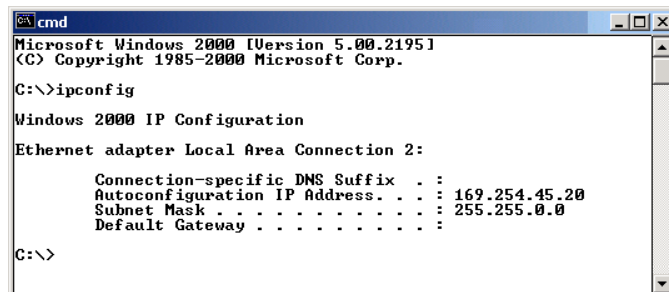 cmd
Microsoft Windows 2000 [Version 5.00.2195]
(C) Copyright 1985-2000 Microsoft Corp.
C:\>ipconfig
Windows 2000 IP Configuration
Ethernet adapter Local Area Connection 2:
Connection-specific DNS Suffix  . :
Autoconfiguration IP Address. . . : 169.254.45.20
Subnet Mask . . . . . . . . . . . : 255.255.0.0
Default Gateway . . . . . . . . . :
C:\>